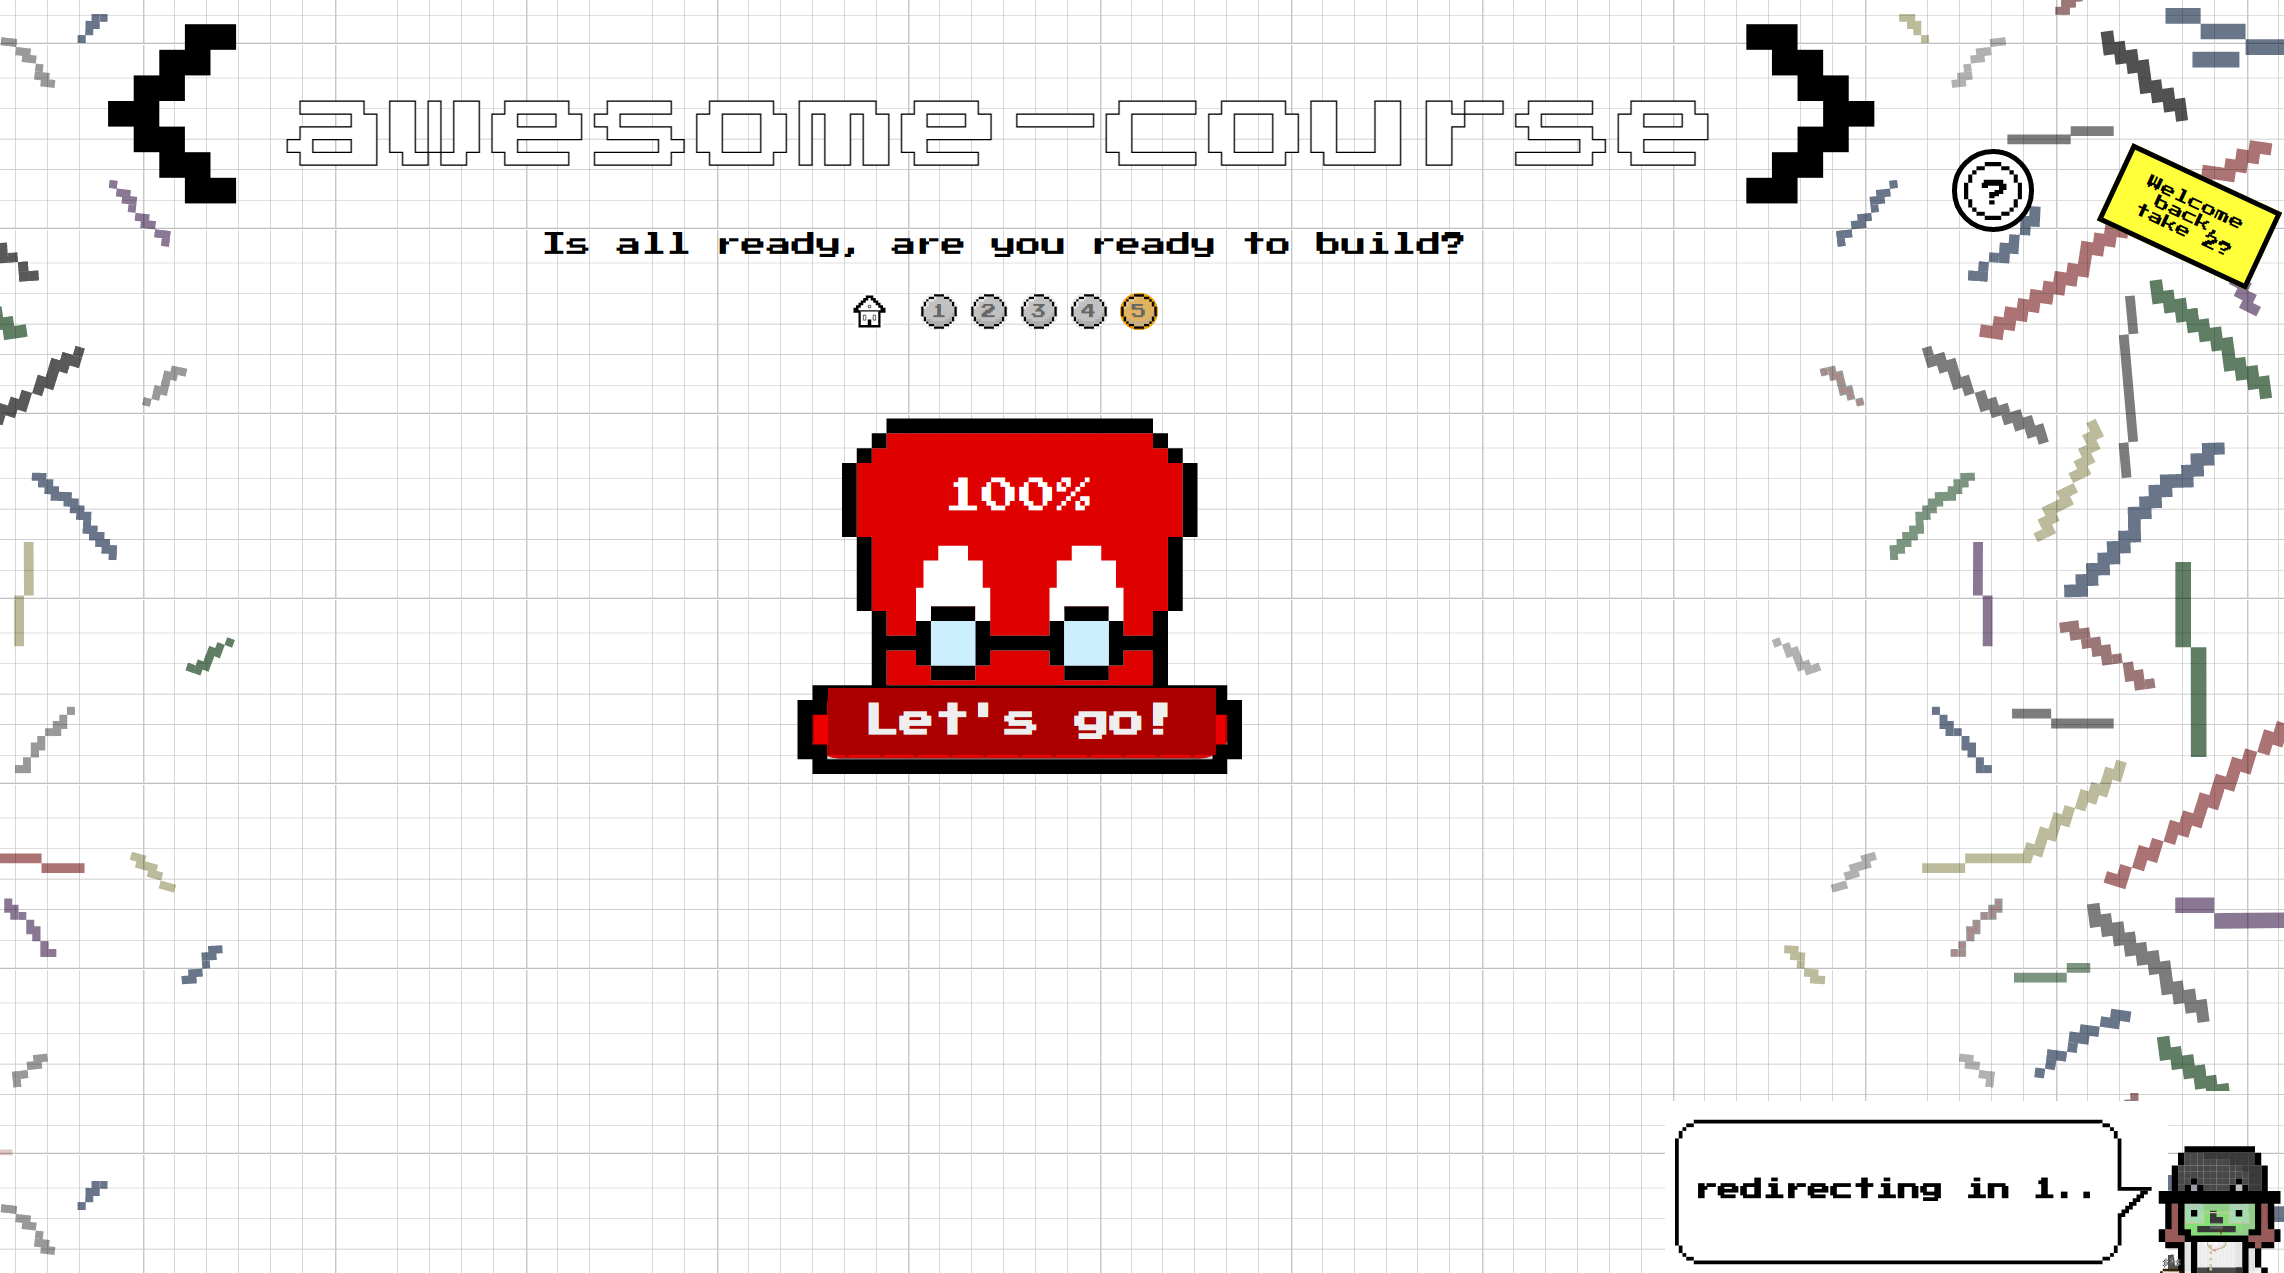 < awesome-course >
?
Welcome
back,
take 2?
Is all ready, are you ready to build?
1 2 3 4 5
100%
Let's go!
redirecting in 1..